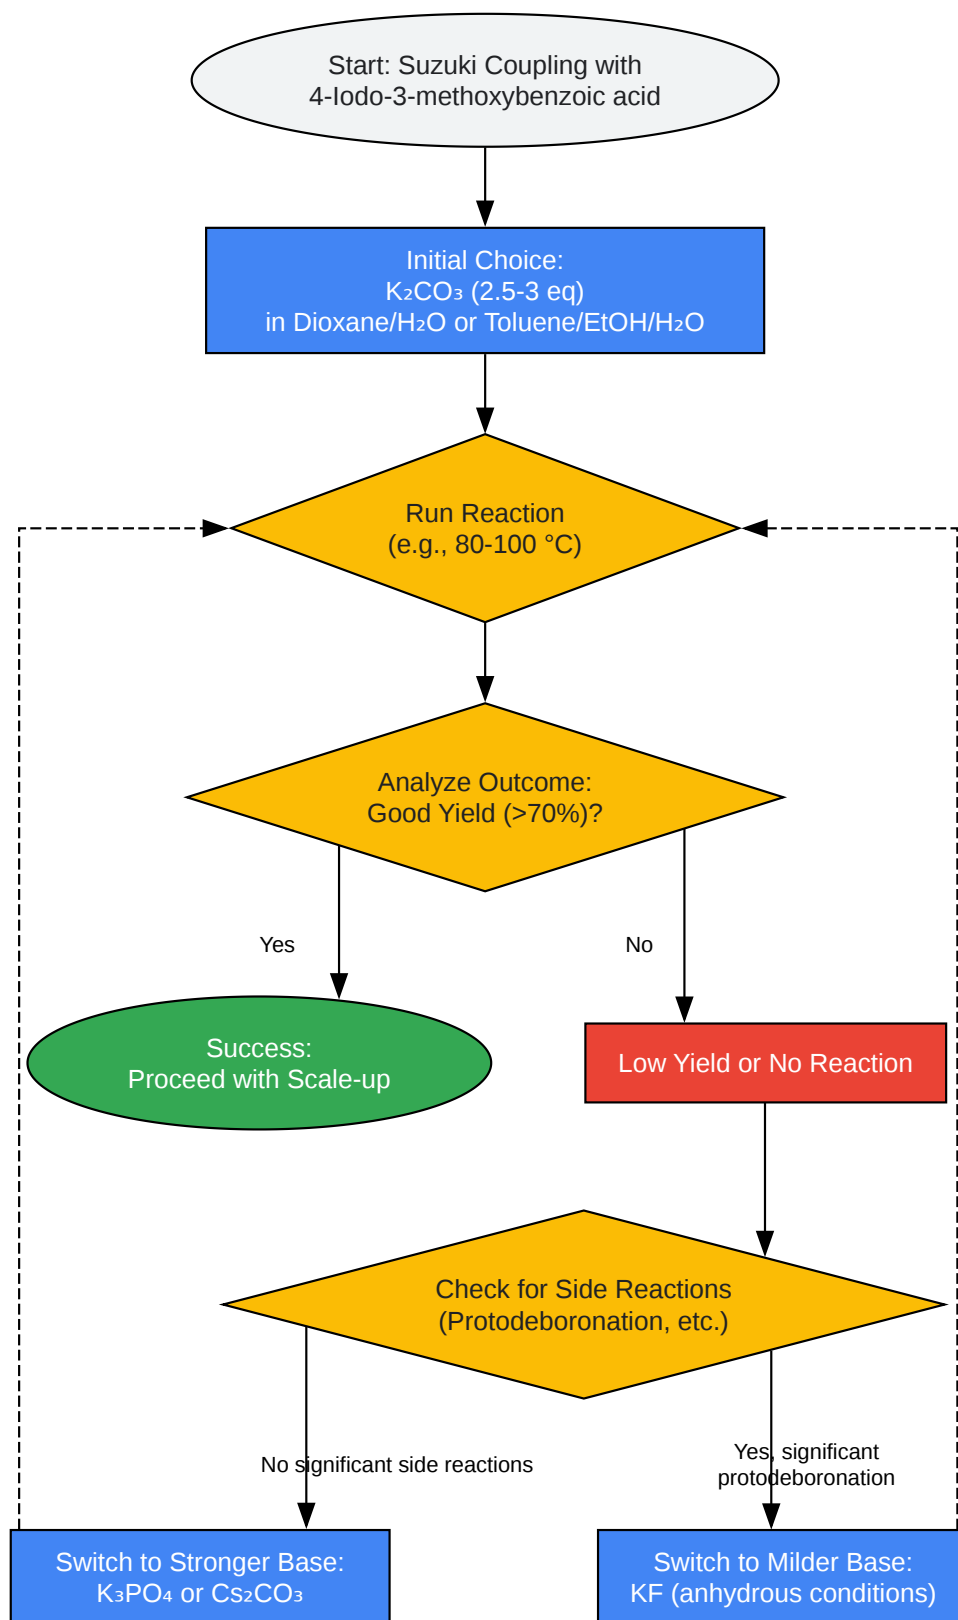 Start: Suzuki Coupling with
4-Iodo-3-methoxybenzoic acid
Initial Choice:
K₂CO₃ (2.5-3 eq)
in Dioxane/H₂O or Toluene/EtOH/H₂O
Run Reaction
(e.g., 80-100 °C)
Analyze Outcome:
Good Yield (>70%)?
Yes
No
Success:
Proceed with Scale-up
Low Yield or No Reaction
Check for Side Reactions
(Protodeboronation, etc.)
No significant side reactions
Yes, significant
protodeboronation
Switch to Stronger Base:
K₃PO₄ or Cs₂CO₃
Switch to Milder Base:
KF (anhydrous conditions)